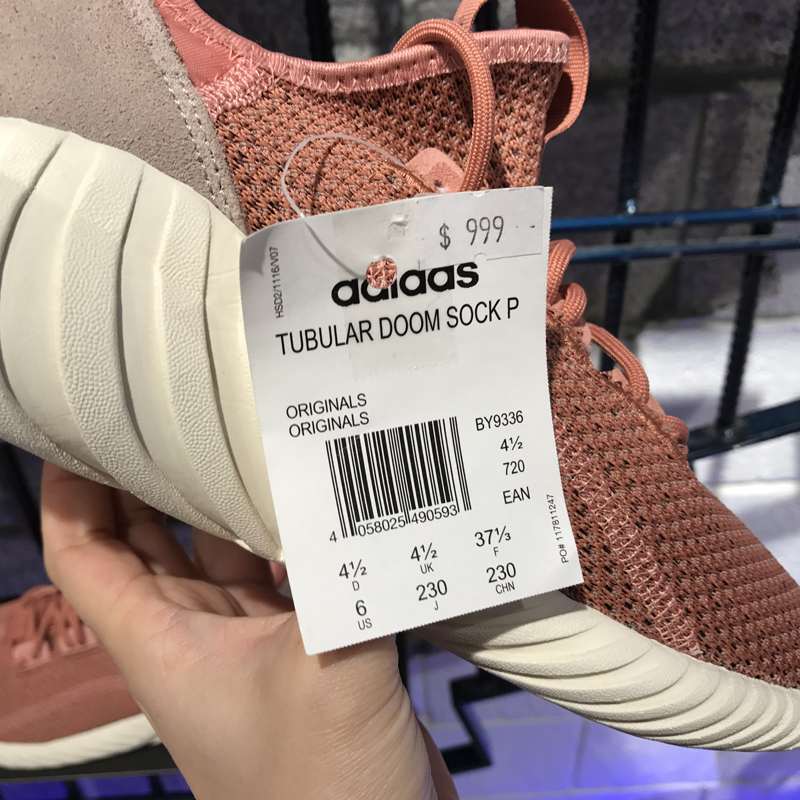 $ 999
HSD2/1116/V07
adidas
TUBULAR DOOM SOCK P
ORIGINALS
ORIGINALS
BY9336
4½
720
EAN
4 058025 490593
PO# 117811247
4½ 4½ 37⅓
D UK F
6 230 230
US J CHN